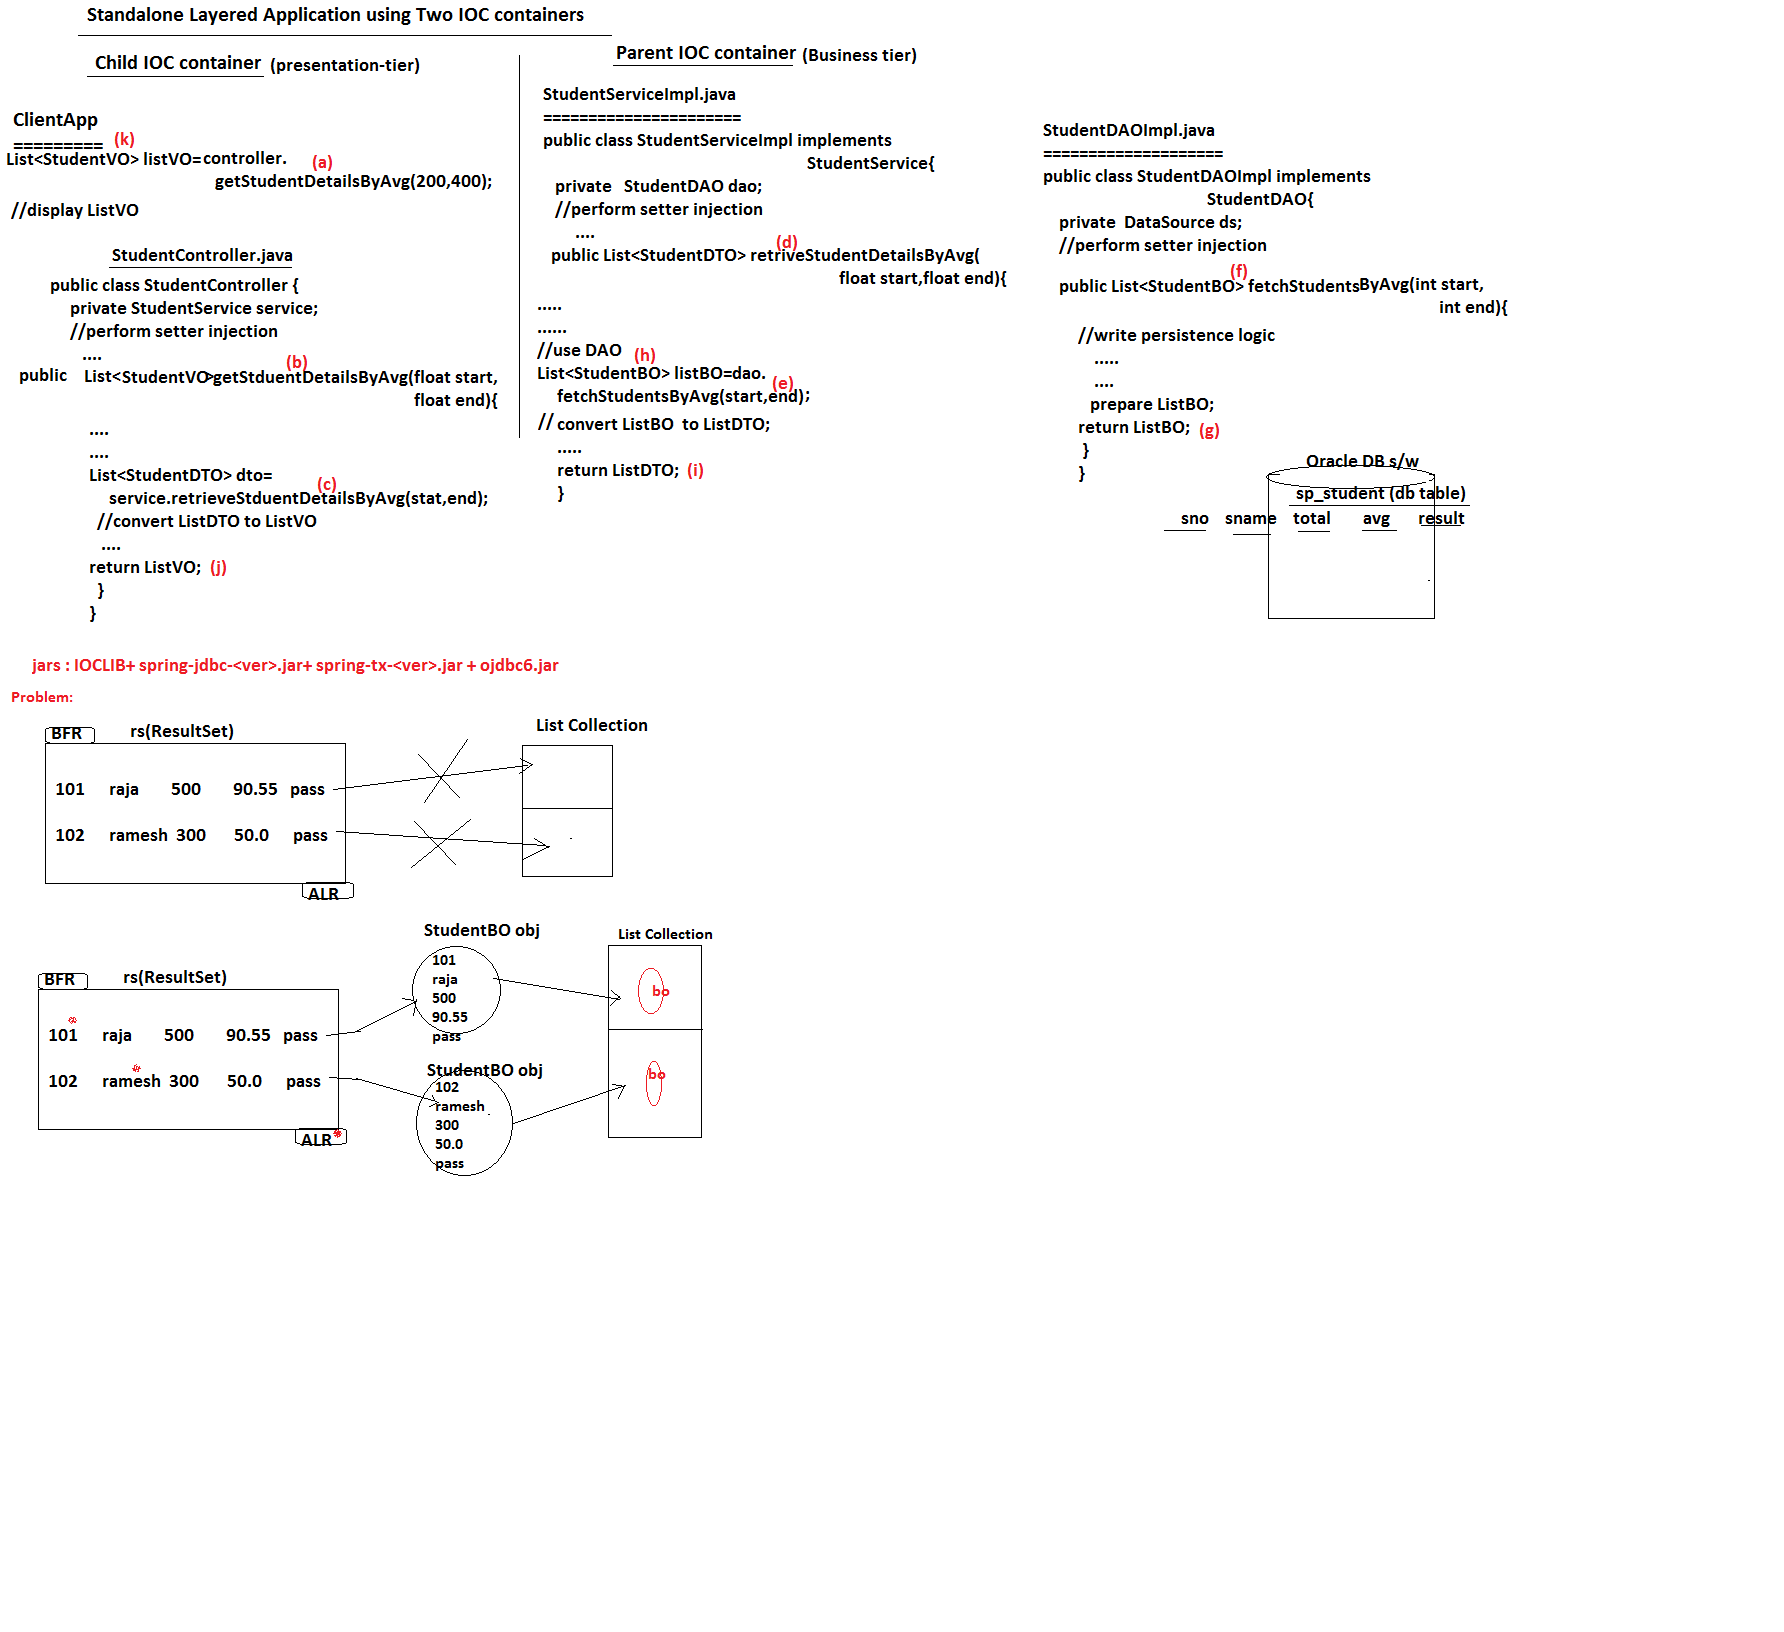 Standalone Layered Application using Two IOC containers
Child IOC container (presentation-tier)
ClientApp
=========
(k)
List<StudentVO> listVO=controller.
(a)
getStudentDetailsByAvg(200,400);
//display ListVO
StudentController.java
public class StudentController {
private StudentService service;
//perform setter injection
....
(b)
public List<StudentVO>getStduentDetailsByAvg(float start,
float end){
....
....
List<StudentDTO> dto=
(c)
service.retrieveStduentDetailsByAvg(stat,end);
//convert ListDTO to ListVO
....
return ListVO; (j)
}
}
Parent IOC container (Business tier)
StudentServiceImpl.java
======================
public class StudentServiceImpl implements
StudentService{
private StudentDAO dao;
//perform setter injection
....
(d)
public List<StudentDTO> retriveStudentDetailsByAvg(
float start,float end){
.....
......
//use DAO (h)
List<StudentBO> listBO=dao.
(e)
fetchStudentsByAvg(start,end);
// convert ListBO to ListDTO;
.....
return ListDTO; (i)
}
StudentDAOImpl.java
====================
public class StudentDAOImpl implements
StudentDAO{
private DataSource ds;
//perform setter injection
(f)
public List<StudentBO> fetchStudentsByAvg(int start,
int end){
//write persistence logic
.....
....
prepare ListBO;
return ListBO; (g)
}
}
Oracle DB s/w
sp_student (db table)
sno sname total avg result
jars : IOCLIB+ spring-jdbc-<ver>.jar+ spring-tx-<ver>.jar + ojdbc6.jar
Problem:
BFR rs(ResultSet)
101 raja 500 90.55 pass
102 ramesh 300 50.0 pass
ALR
List Collection
BFR rs(ResultSet)
101 raja 500 90.55 pass
102 ramesh 300 50.0 pass
ALR
StudentBO obj
101
raja
500
90.55
pass
StudentBO obj
102
ramesh
300
50.0
pass
List Collection
bo
bo